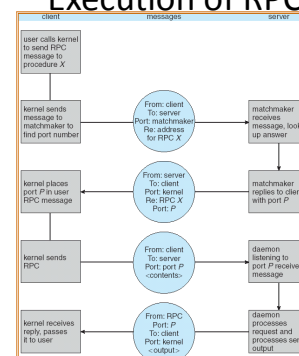 Execution of RPC
client
messages
server
user calls kernel
to send RPC
message to
procedure X
kernel sends
message to
matchmaker to
find port number
From: client
To: server
Port: matchmaker
Re: address
for RPC X
matchmaker
receives
message, look
up answer
kernel places
port P in user
RPC message
From: server
To: client
Port: kernel
Re: RPC X
Port: P
matchmaker
replies to clien
with port P
kernel sends
RPC
From: client
To: server
Port: port P
<contents>
daemon
listening to
port P receive
message
kernel receives
reply, passes
it to user
From: RPC
Port: P
To: client
Port: kernel
<output>
daemon
processes
request and
processes sen
output